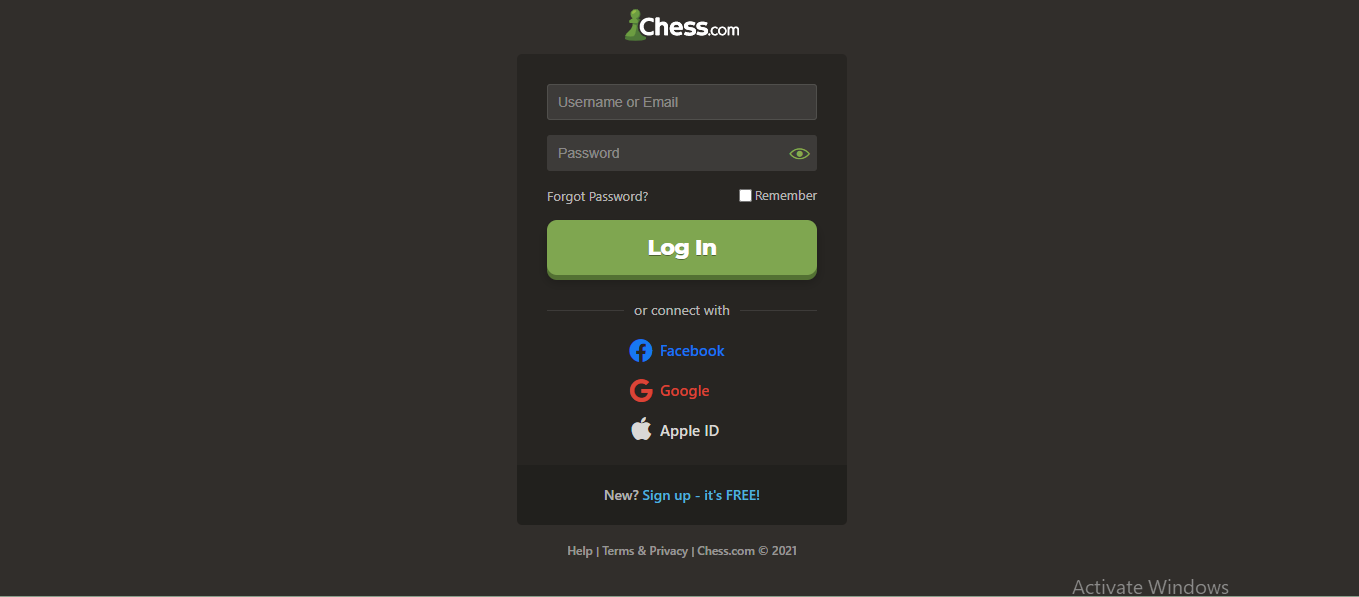 Chess.com
Username or Email
Password
Forgot Password? Remember
Log In
or connect with
Facebook
Google
Apple ID
New? Sign up - it's FREE!
Help | Terms & Privacy | Chess.com © 2021
Activate Windows